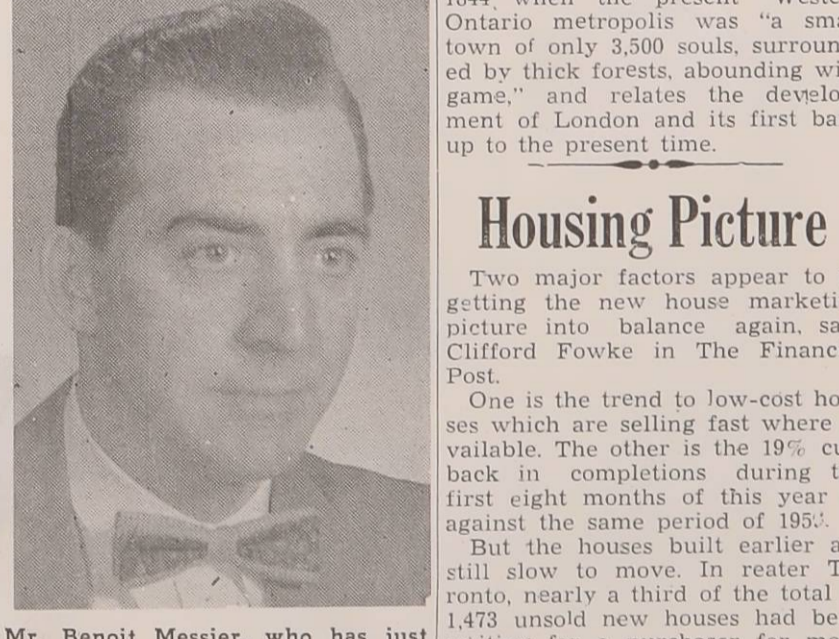 Mr. Benoit Messier, who has just
1844, when the present
Ontario metropolis was "a sma
town of only 3,500 souls, surroun
ed by thick forests, abounding wi
game," and relates the develo
ment of London and its first ba
up to the present time.
Housing Picture
Two major factors appear to
getting the new house marketi
picture into balance again, sa
Clifford Fowke in The Financ
Post.
One is the trend to low-cost ho
ses which are selling fast where
vailable. The other is the 19% cu
back in completions during t
first eight months of this year
against the same period of
But the houses built earlier a
still slow to move. In reater T
ronto, nearly a third of the total
1,473 unsold new houses had be